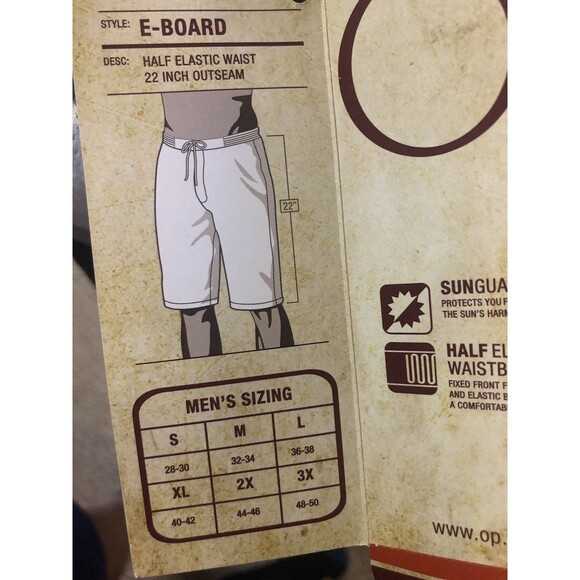 STYLE: E-BOARD
DESC: HALF ELASTIC WAIST
22 INCH OUTSEAM
22"
MEN'S SIZING
S M L
28-30 32-34 36-38
XL 2X 3X
40-42 44-46 48-50
SUNGUA
PROTECTS YOU F
THE SUN'S HARM
HALF EL
WAISTB
FIXED FRONT F
AND ELASTIC B
A COMFORTAB
www.op.